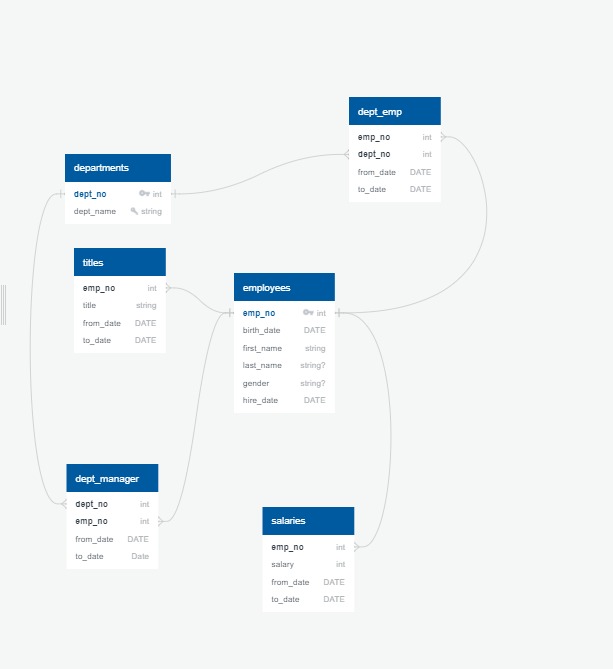 dept_emp
emp_no int
dept_no int
from_date DATE
to_date DATE
departments
dept_no int
dept_name string
titles
emp_no int
title string
from_date DATE
to_date DATE
employees
emp_no int
birth_date DATE
first_name string
last_name string?
gender string?
hire_date DATE
dept_manager
dept_no int
emp_no int
from_date DATE
to_date Date
salaries
emp_no int
salary int
from_date DATE
to_date DATE